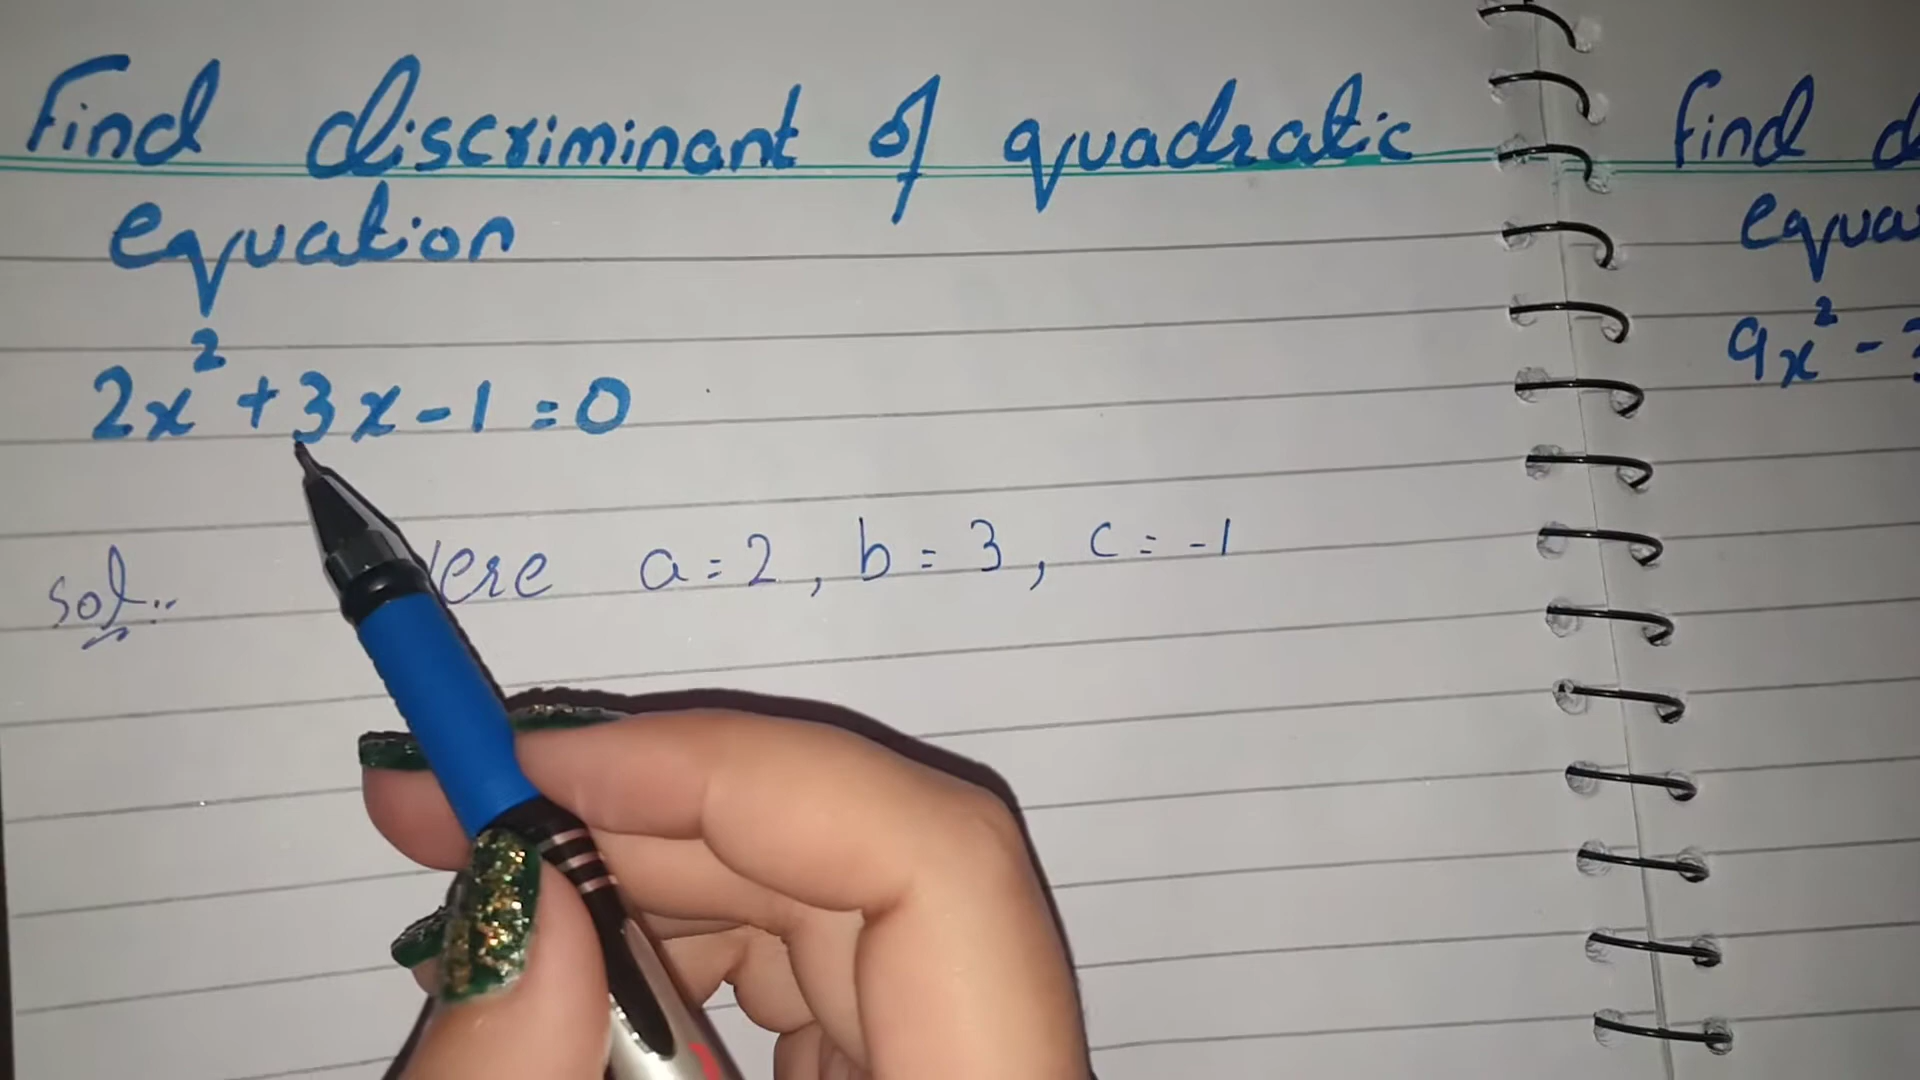 Find discriminant of quadratic
equation
2x² + 3x - 1 = 0
Sol:. ere a = 2, b = 3, c = -1
Find
equa
9x² -